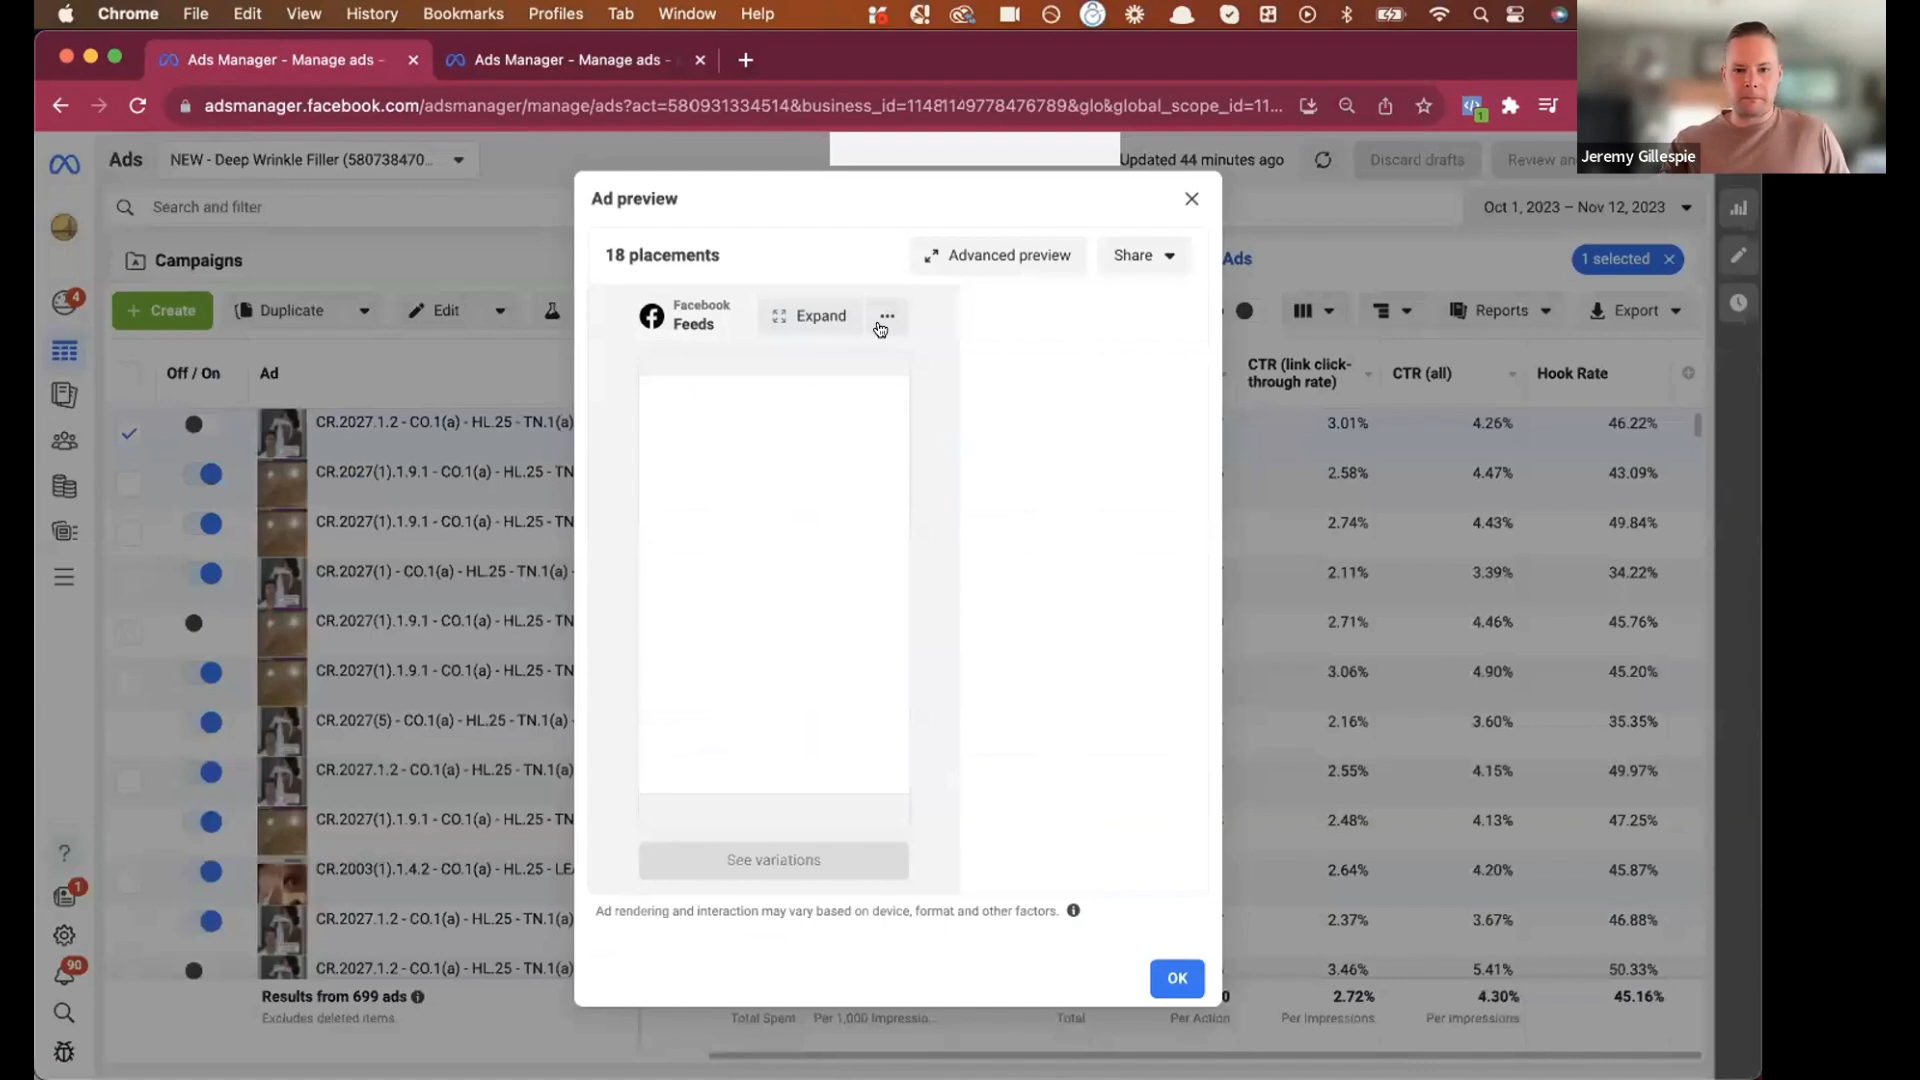 Chrome File Edit View History Bookmarks Profiles Tab Window Help
Ads Manager - Manage ads - Ads Manager - Manage ads -
adsmanager.facebook.com/adsmanager/manage/ads?act=580931334514&business_id=11481149778476789&glo&global_scope_id=11...
1
Jeremy Gillespie
Ads NEW - Deep Wrinkle Filler (580738470... Updated 44 minutes ago Discard drafts Review an
Search and filter Oct 1, 2023 – Nov 12, 2023
Campaigns Ads 1 selected
4
+ Create Duplicate Edit Reports Export
Off / On Ad CTR (link click-through rate) CTR (all) Hook Rate
CR.2027.1.2 - CO.1(a) - HL.25 - TN.1(a) 3.01% 4.26% 46.22%
CR.2027(1).1.9.1 - CO.1(a) - HL.25 - TN 2.58% 4.47% 43.09%
CR.2027(1).1.9.1 - CO.1(a) - HL.25 - TN 2.74% 4.43% 49.84%
CR.2027(1) - CO.1(a) - HL.25 - TN.1(a) - 2.11% 3.39% 34.22%
CR.2027(1).1.9.1 - CO.1(a) - HL.25 - TN 2.71% 4.46% 45.76%
CR.2027(1).1.9.1 - CO.1(a) - HL.25 - TN 3.06% 4.90% 45.20%
CR.2027(5) - CO.1(a) - HL.25 - TN.1(a) - 2.16% 3.60% 35.35%
CR.2027.1.2 - CO.1(a) - HL.25 - TN.1(a) 2.55% 4.15% 49.97%
CR.2027(1).1.9.1 - CO.1(a) - HL.25 - TN 2.48% 4.13% 47.25%
CR.2003(1).1.4.2 - CO.1(a) - HL.25 - LE 2.64% 4.20% 45.87%
CR.2027.1.2 - CO.1(a) - HL.25 - TN.1(a) 2.37% 3.67% 46.88%
CR.2027.1.2 - CO.1(a) - HL.25 - TN.1(a) 3.46% 5.41% 50.33%
Results from 699 ads 0 2.72% 4.30% 45.16%
Excludes deleted items Total Spent Per 1,000 Impressio... Total Per Action Per Impressions Per Impressions
1
90
Ad preview
18 placements Advanced preview Share
Facebook
Feeds
Expand
See variations
Ad rendering and interaction may vary based on device, format and other factors.
OK